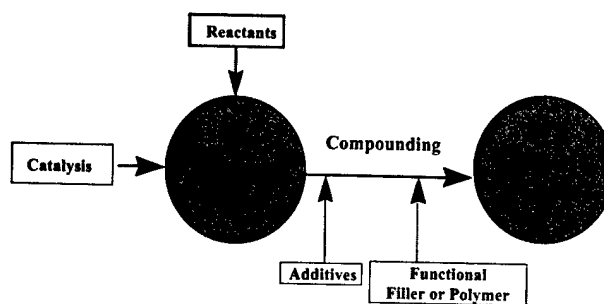 Reactants
Catalysis
Compounding
Additives
Functional
Filler or Polymer